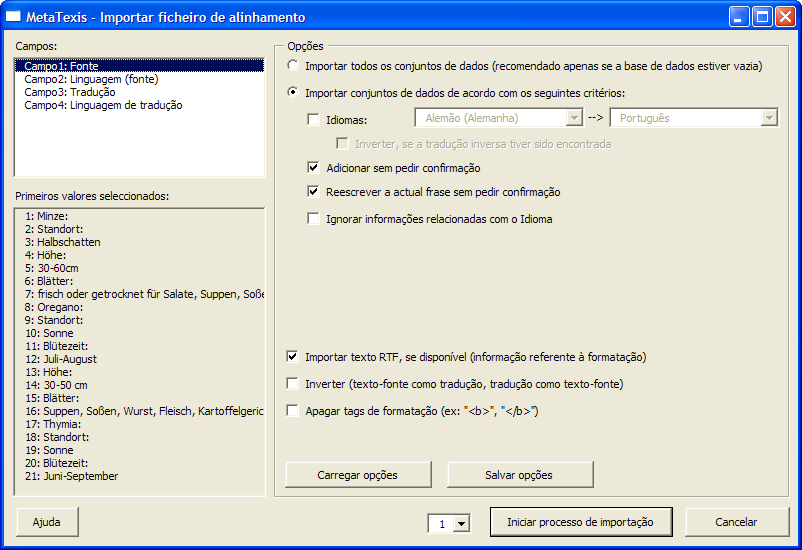 MetaTexis - Importar ficheiro de alinhamento
Campos:
Campo1: Fonte
Campo2: Linguagem (fonte)
Campo3: Tradução
Campo4: Linguagem de tradução
Primeiros valores seleccionados:
1: Minze:
2: Standort:
3: Halbschatten
4: Höhe:
5: 30-60cm
6: Blätter:
7: frisch oder getrocknet für Salate, Suppen, Soße
8: Oregano:
9: Standort:
10: Sonne
11: Blütezeit:
12: Juli-August
13: Höhe:
14: 30-50 cm
15: Blätter:
16: Suppen, Soßen, Wurst, Fleisch, Kartoffelgeric
17: Thymia:
18: Standort:
19: Sonne
20: Blütezeit:
21: Juni-September
Opções
Importar todos os conjuntos de dados (recomendado apenas se a base de dados estiver vazia)
Importar conjuntos de dados de acordo com os seguintes critérios:
Idiomas: Alemão (Alemanha) --> Português
Inverter, se a tradução inversa tiver sido encontrada
Adicionar sem pedir confirmação
Reescrever a actual frase sem pedir confirmação
Ignorar informações relacionadas com o Idioma
Importar texto RTF, se disponível (informação referente à formatação)
Inverter (texto-fonte como tradução, tradução como texto-fonte)
Apagar tags de formatação (ex: "<b>", "</b>")
Carregar opções Salvar opções
Ajuda 1 Iniciar processo de importação Cancelar